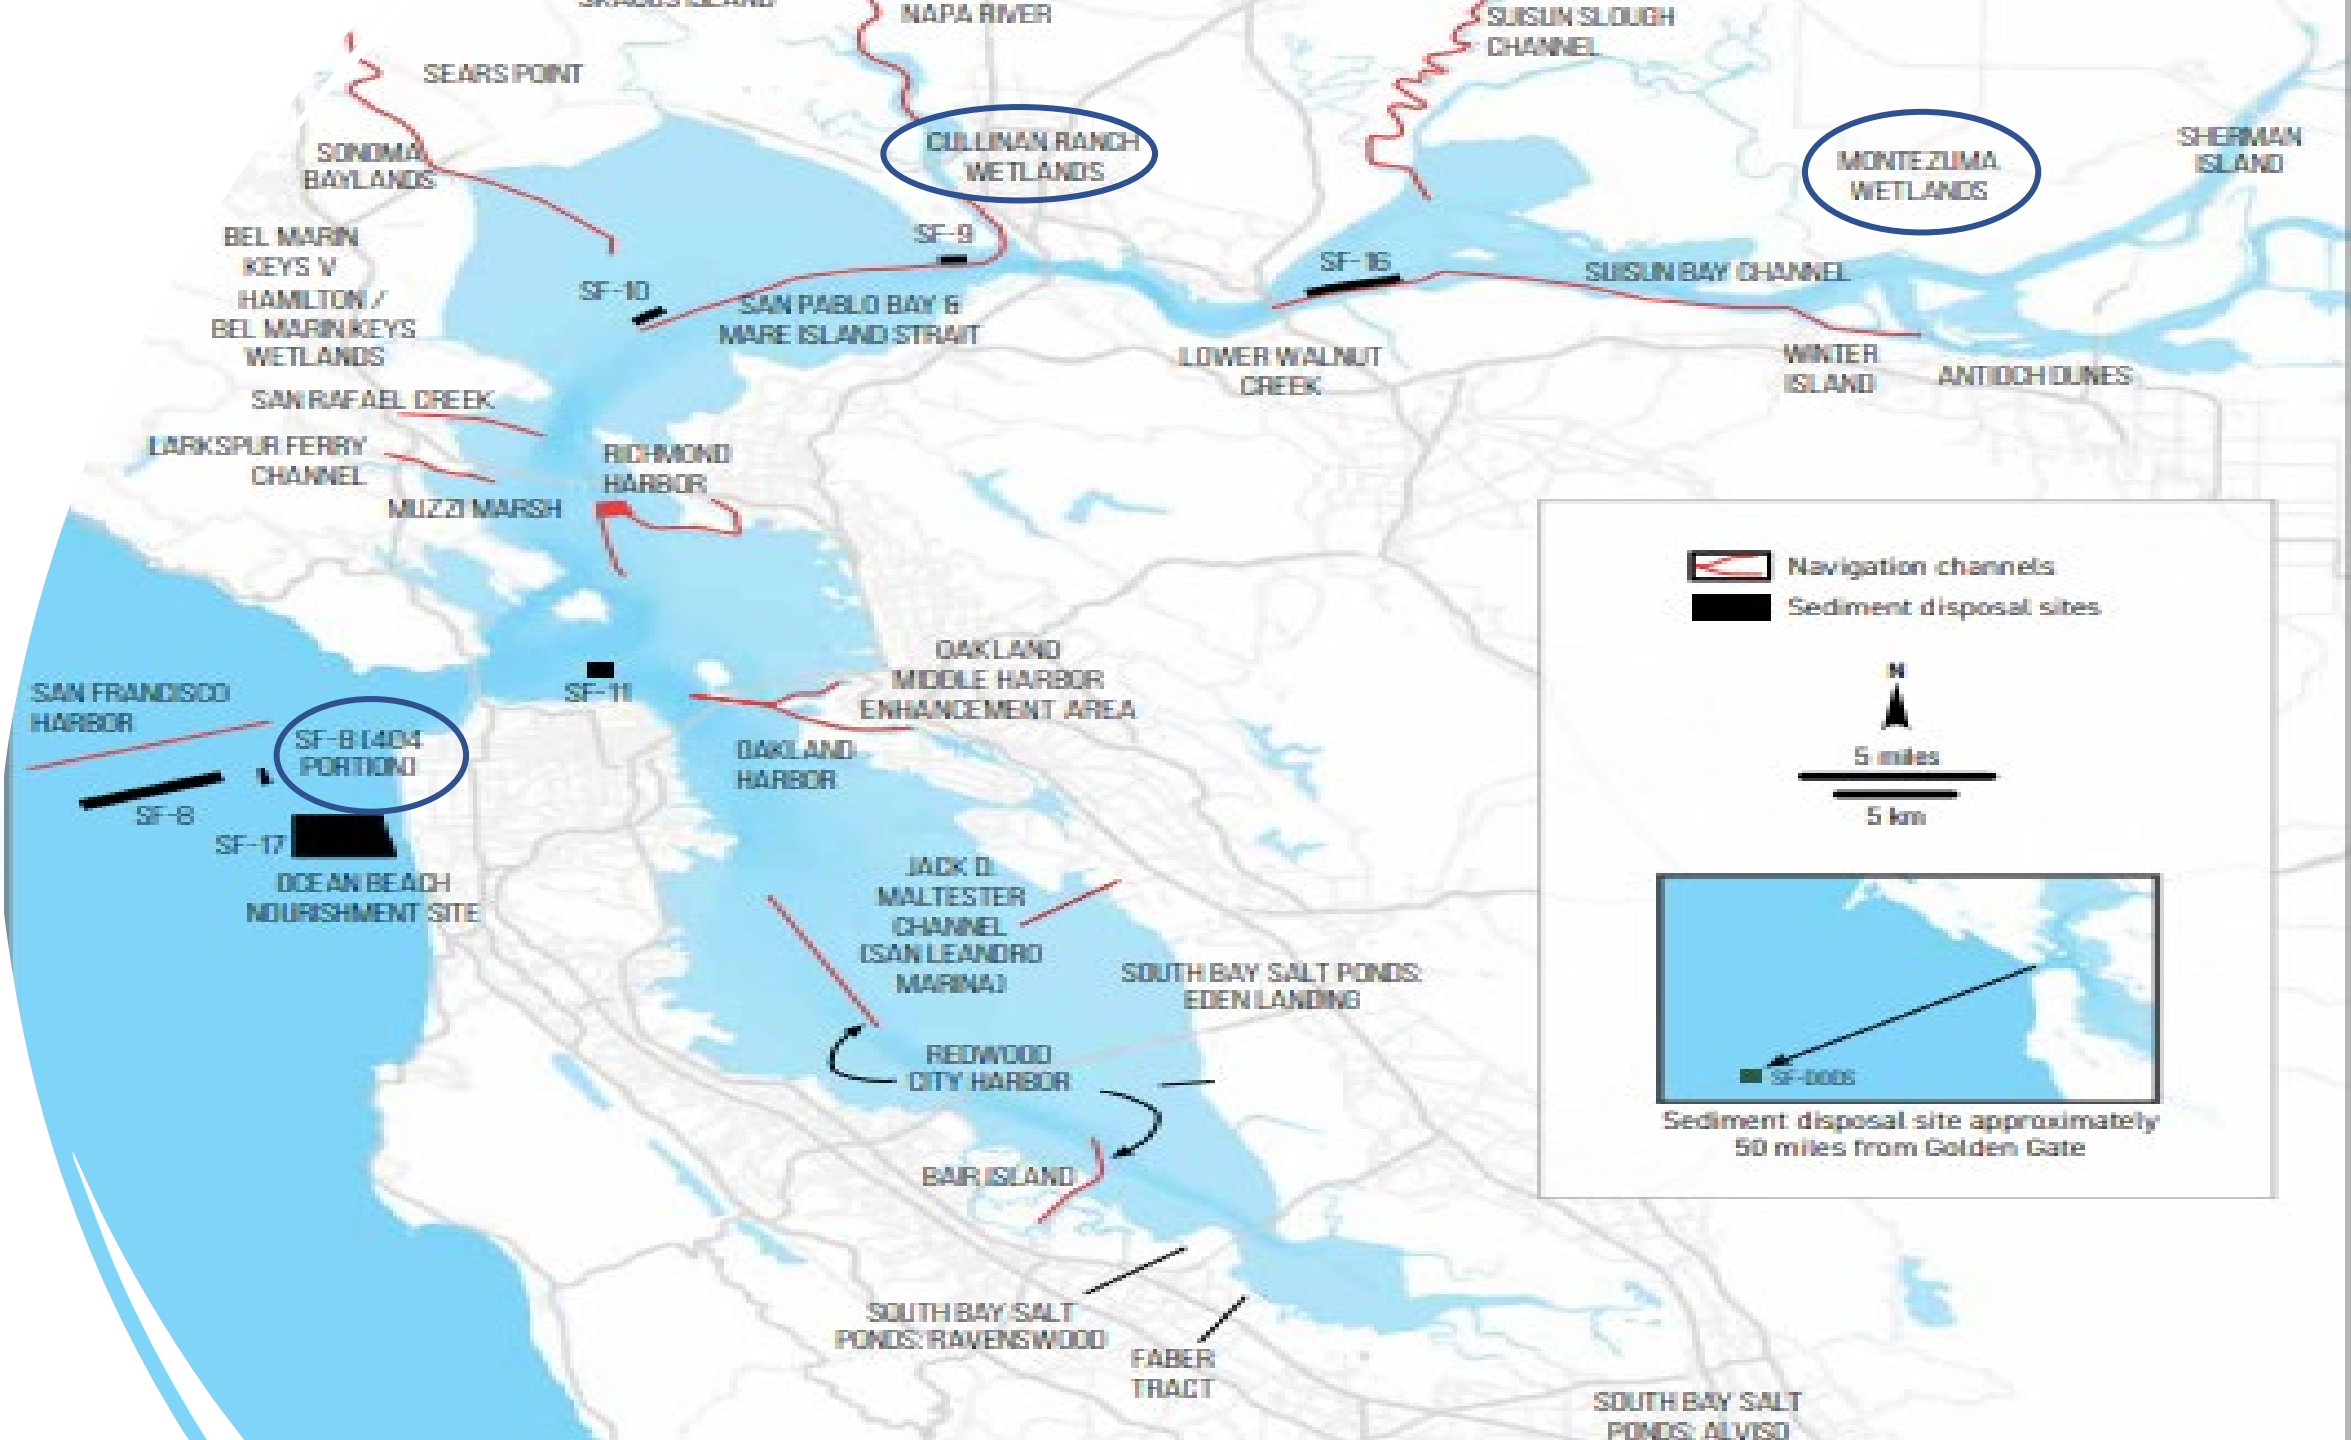 SKAGGS ISLAND
NAPA RIVER
SUISUN SLOUGH
CHANNEL
SEARS POINT
CULLINAN RANCH
WETLANDS
MONTEZUMA
WETLANDS
SHERMAN
ISLAND
SONOMA
BAYLANDS
BEL MARIN
KEYS V
SF-9
SF-16
SUISUN BAY CHANNEL
HAMILTON /
BEL MARIN KEYS
WETLANDS
SF-10
SAN PABLO BAY &
MARE ISLAND STRAIT
LOWER WALNUT
CREEK
WINTER
ISLAND
ANTIOCH DUNES
SAN RAFAEL CREEK
LARKSPUR FERRY
CHANNEL
RICHMOND
HARBOR
MUZZI MARSH
Navigation channels
Sediment disposal sites
N
5 miles
5 km
SAN FRANCISCO
HARBOR
SF-11
OAKLAND
MIDDLE HARBOR
ENHANCEMENT AREA
SF-8 (404
PORTION)
OAKLAND
HARBOR
SF-8
SF-17
OCEAN BEACH
NOURISHMENT SITE
JACK D.
MALTESTER
CHANNEL
(SAN LEANDRO
MARINA)
SOUTH BAY SALT PONDS:
EDEN LANDING
REDWOOD
CITY HARBOR
SF-DODS
Sediment disposal site approximately
50 miles from Golden Gate
BAIR ISLAND
SOUTH BAY SALT
PONDS: RAVENSWOOD
FABER
TRACT
SOUTH BAY SALT
PONDS: ALVISO